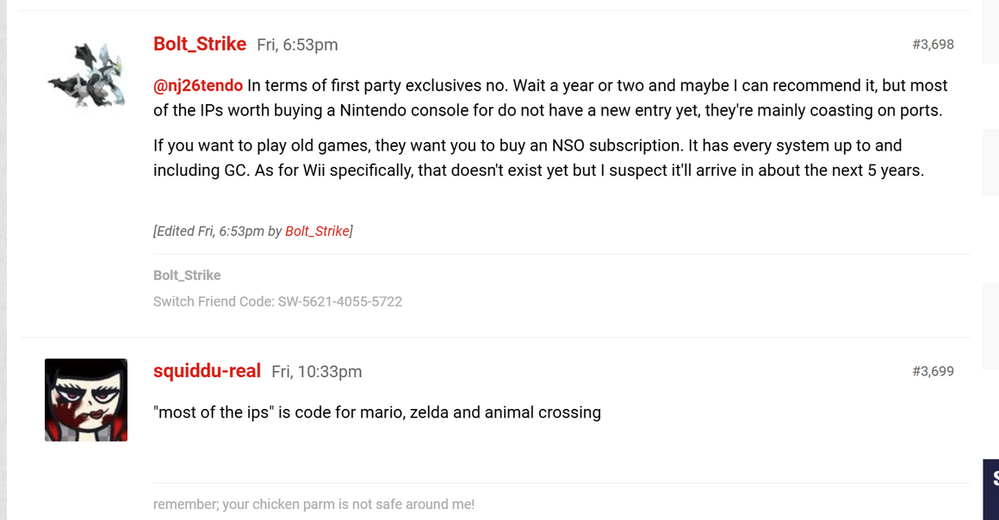 Bolt_Strike Fri, 6:53pm #3,698
@nj26tendo In terms of first party exclusives no. Wait a year or two and maybe I can recommend it, but most
of the IPs worth buying a Nintendo console for do not have a new entry yet, they're mainly coasting on ports.
If you want to play old games, they want you to buy an NSO subscription. It has every system up to and
including GC. As for Wii specifically, that doesn't exist yet but I suspect it'll arrive in about the next 5 years.
[Edited Fri, 6:53pm by Bolt_Strike]
Bolt_Strike
Switch Friend Code: SW-5621-4055-5722
squiddu-real Fri, 10:33pm #3,699
"most of the ips" is code for mario, zelda and animal crossing
remember; your chicken parm is not safe around me!